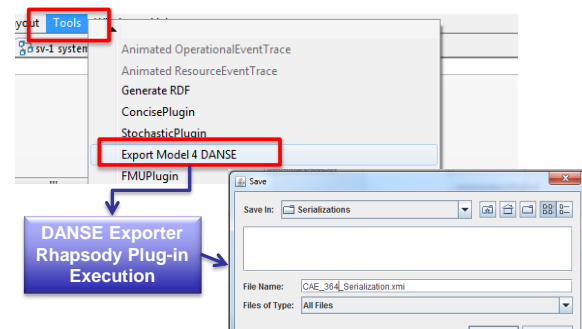 Tools
sv-1 system
Animated OperationalEventTrace
Animated ResourceEventTrace
Generate RDF
ConcisePlugin
StochasticPlugin
Export Model 4 DANSE
FMUPlugin
DANSE Exporter
Rhapsody Plug-in
Execution
Save
Save In: Serializations
File Name: CAE_364_Serialization.xmi
Files of Type: All Files